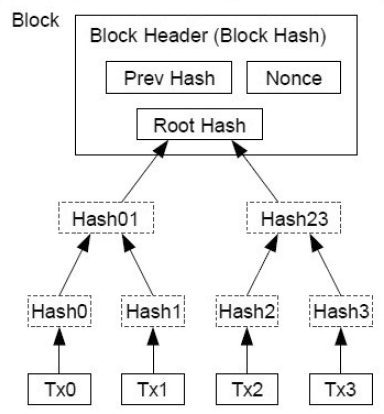 Block
Block Header (Block Hash)
Prev Hash
Nonce
Root Hash
Hash01
Hash23
Hash0
Hash1
Hash2
Hash3
Tx0
Tx1
Tx2
Tx3